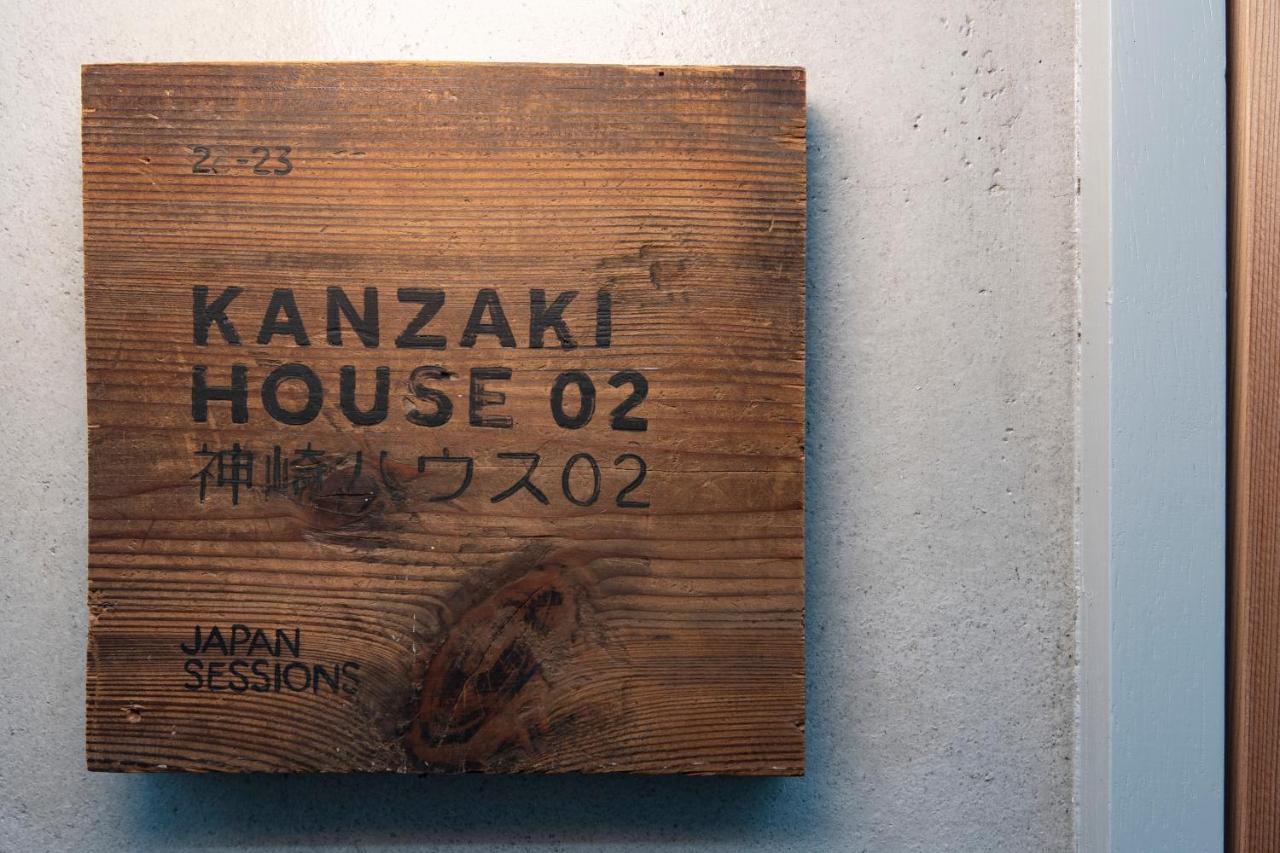 KANZAKI
HOUSE 02
神崎ハウス02
JAPAN
SESSIONS